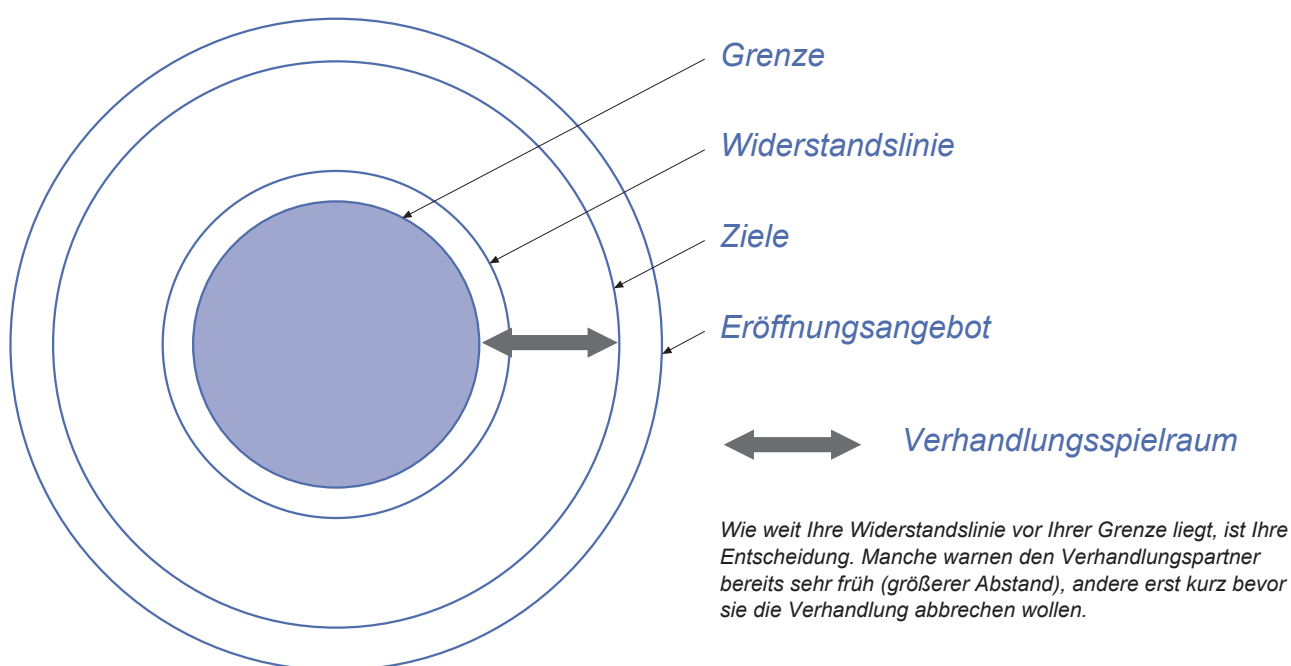 Grenze
Widerstandslinie
Ziele
Eröffnungsangebot
Verhandlungsspielraum
Wie weit Ihre Widerstandslinie vor Ihrer Grenze liegt, ist Ihre
Entscheidung. Manche warnen den Verhandlungspartner
bereits sehr früh (größerer Abstand), andere erst kurz bevor
sie die Verhandlung abbrechen wollen.